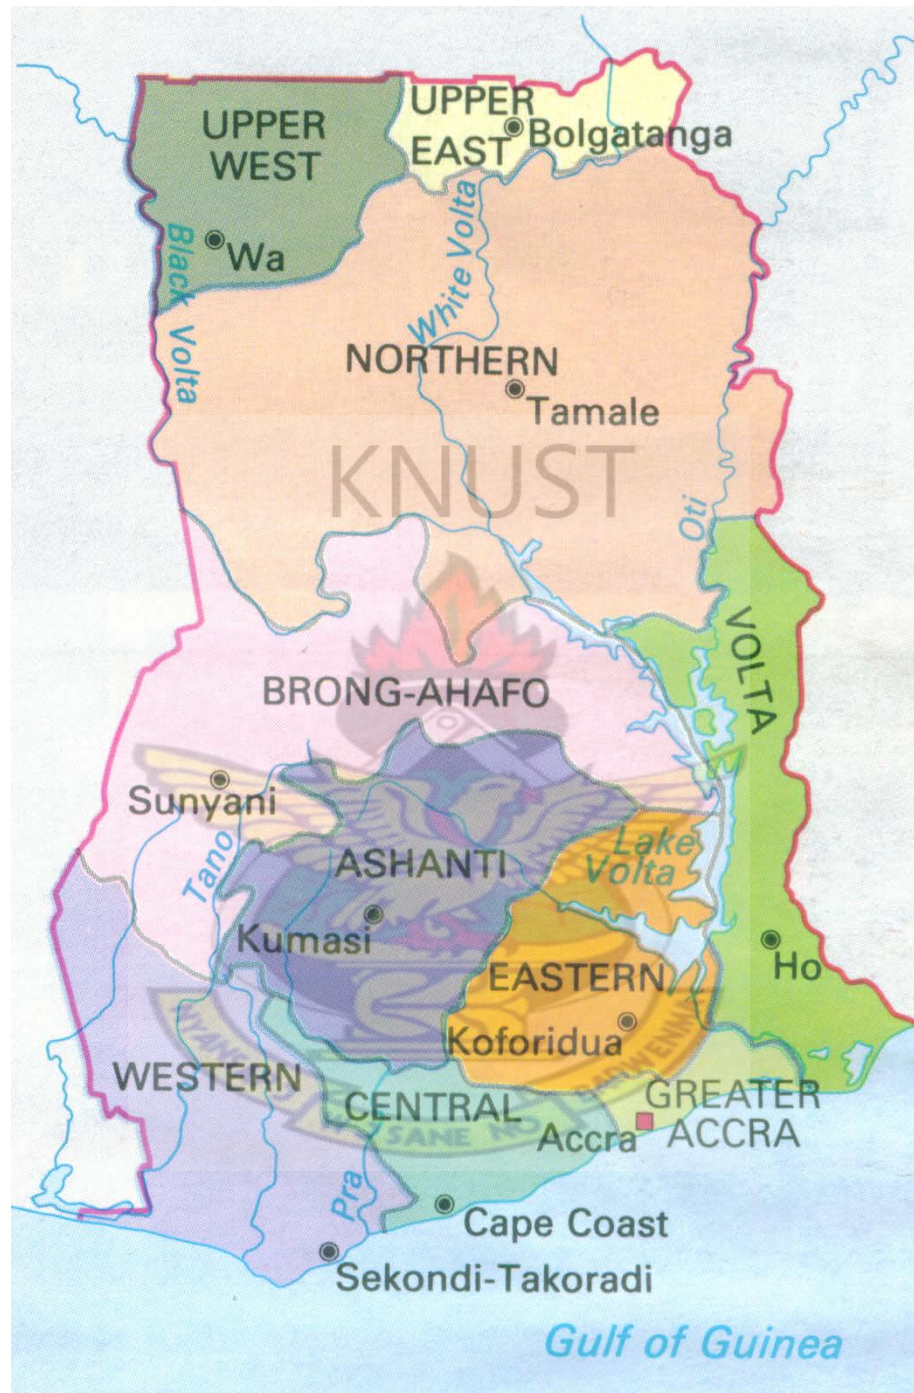 UPPER
WEST
UPPER
EAST
Bolgatanga
Wa
Black Volta
White Volta
NORTHERN
Tamale
KNUST
Oti
VOLTA
BRONG-AHAFO
Sunyani
Tano
ASHANTI
Lake
Volta
Kumasi
EASTERN
Ho
Koforidua
WESTERN
CENTRAL
GREATER
ACCRA
Accra
SANE NO
Pra
Cape Coast
Sekondi-Takoradi
Gulf of Guinea